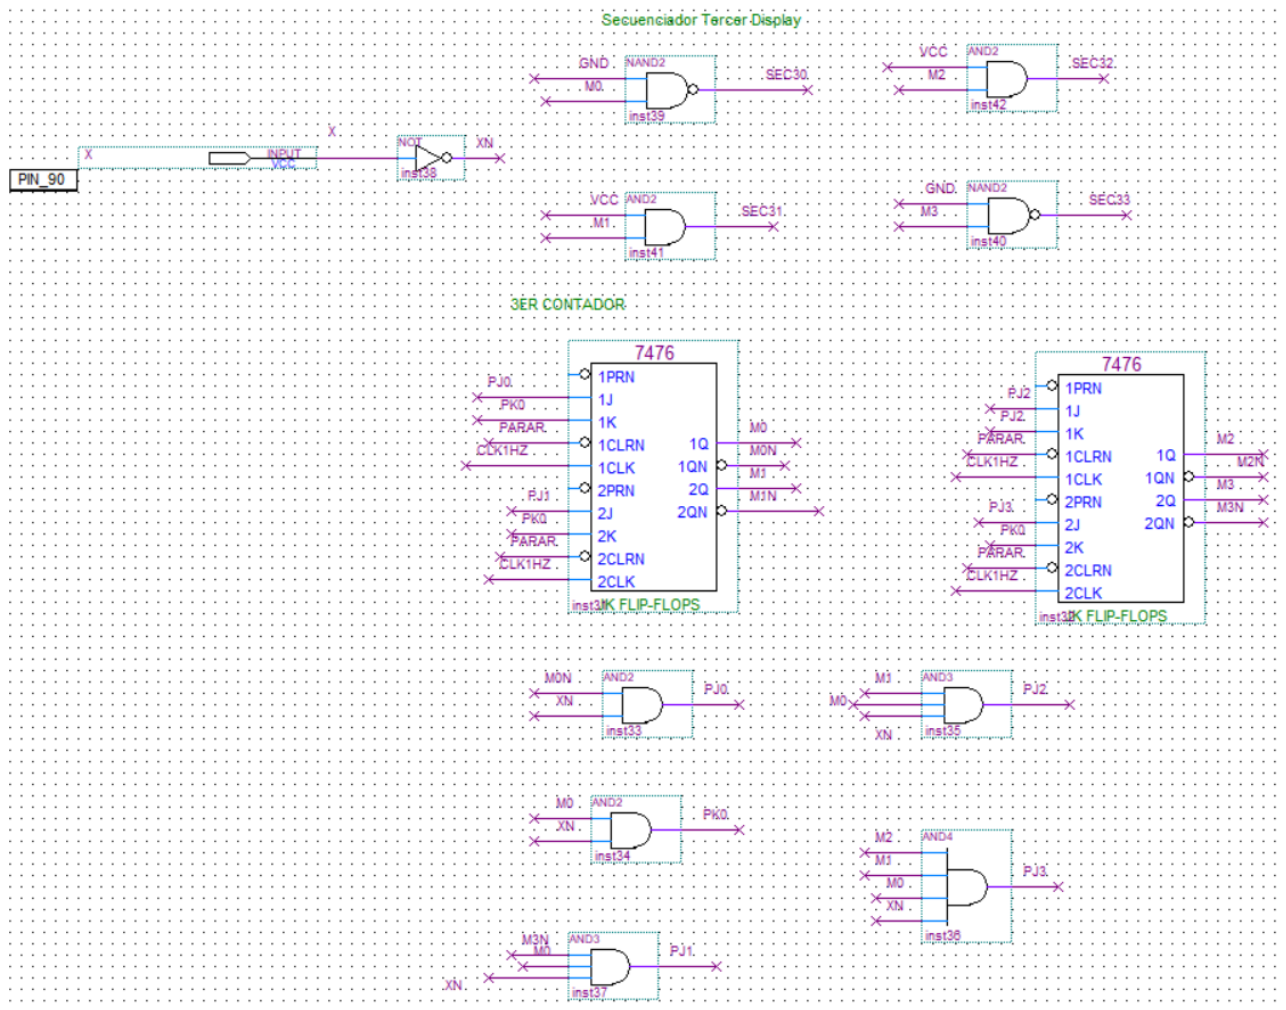 Secuenciador Tercer Display
GND
NAND2
M0
SEC30
inst39
VCC
AND2
M2
SEC32
inst42
X
X
INPUT
VCC
PIN_90
NOT
XN
inst38
VCC
AND2
M1
SEC31
inst41
GND
NAND2
M3
SEC33
inst40
3ER CONTADOR
7476
PJ0
1PRN
1J
PK0
1K
PARAR
1CLRN
1Q
M0
CLK1HZ
1CLK
1QN
M0N
2PRN
2Q
M1
PJ1
2J
2QN
M1N
PK0
2K
PARAR
2CLRN
CLK1HZ
2CLK
JK FLIP-FLOPS
7476
1PRN
PJ2
1J
PJ2
1K
PARAR
1CLRN
1Q
M2
CLK1HZ
1CLK
1QN
M2N
2PRN
2Q
M3
PJ3
2J
2QN
M3N
PK0
2K
PARAR
2CLRN
CLK1HZ
2CLK
JK FLIP-FLOPS
M0N
AND2
XN
PJ0
inst33
M1
AND3
M0
PJ2
XN
inst35
M0
AND2
XN
PK0
inst34
M2
AND4
M1
M0
PJ3
XN
inst36
M3N
AND3
M0
PJ1
XN
inst37